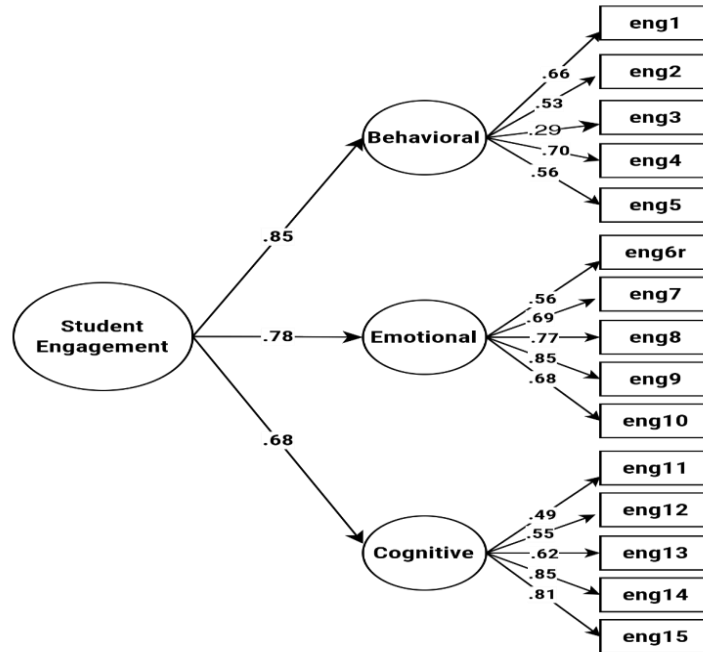 eng1
.66
eng2
.53
Behavioral
.29
eng3
.70
eng4
.56
eng5
.85
eng6r
.56
eng7
.69
Student
Engagement
.78
Emotional
.77
eng8
.85
eng9
.68
eng10
.68
eng11
.49
eng12
.55
Cognitive
.62
eng13
.85
eng14
.81
eng15